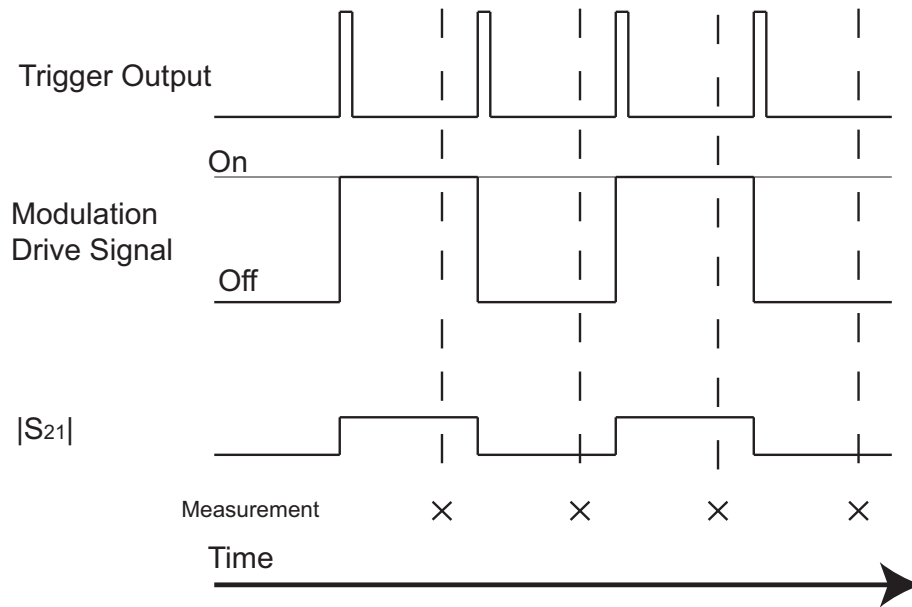 Trigger Output
On
Modulation
Drive Signal
Off
|S21|
Measurement
Time